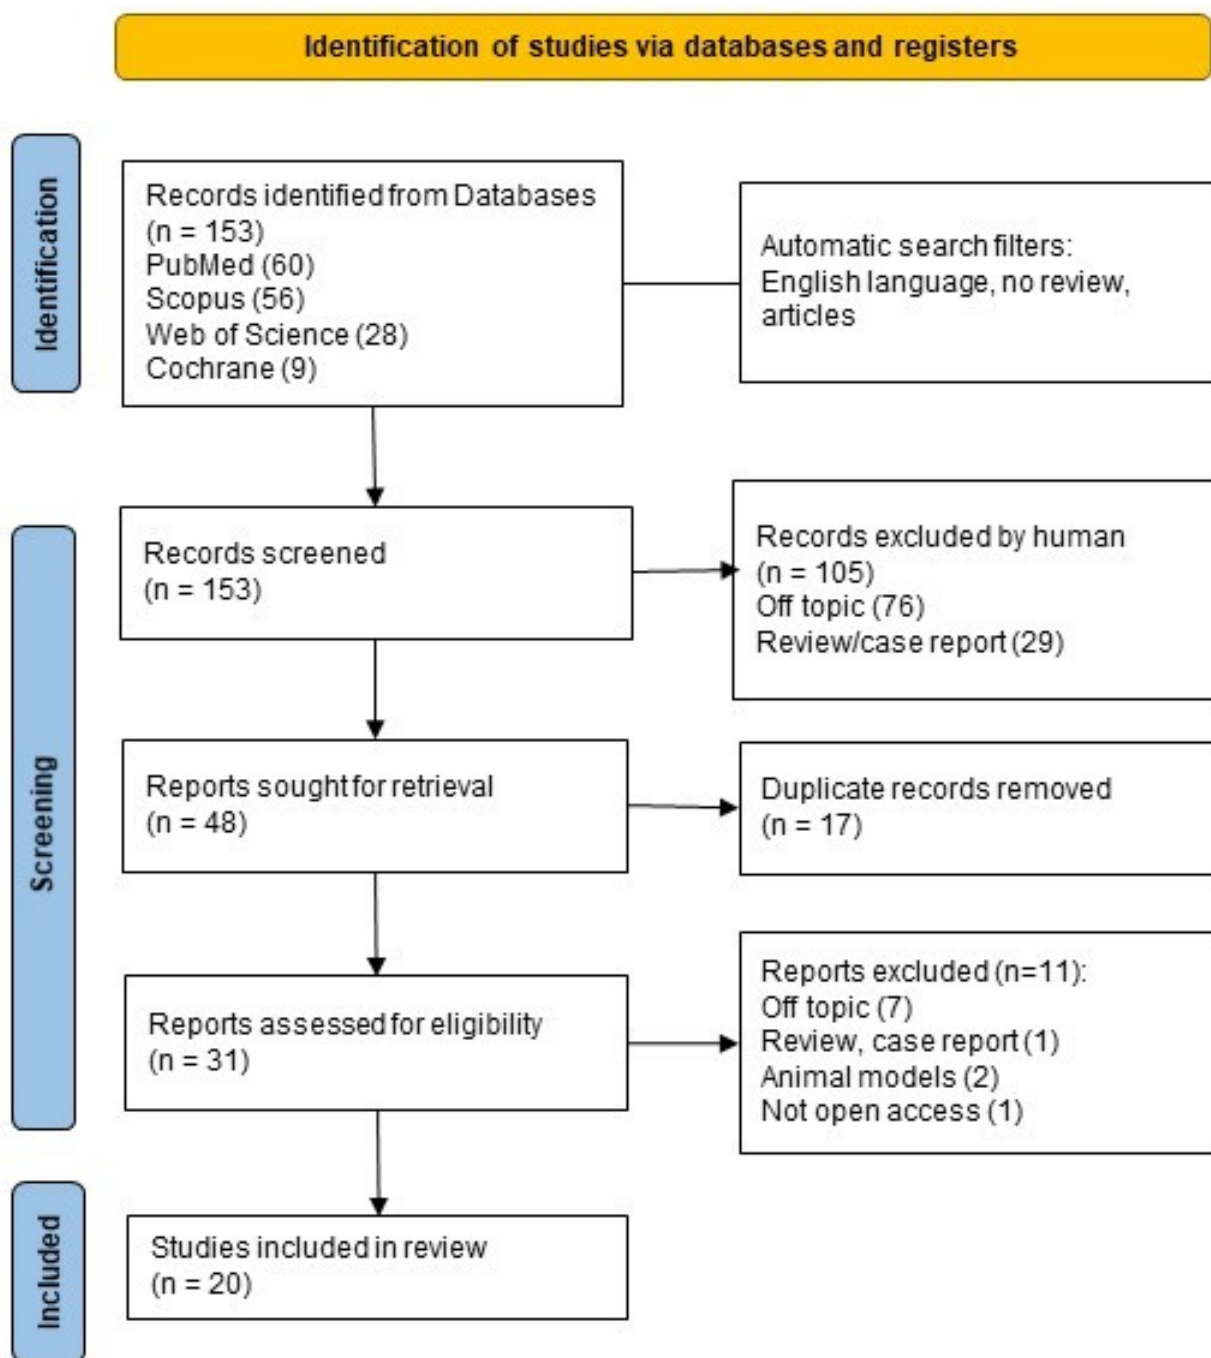 Identification of studies via databases and registers
Identification
Records identified from Databases
(n = 153)
PubMed (60)
Scopus (56)
Web of Science (28)
Cochrane (9)
Automatic search filters:
English language, no review,
articles
Screening
Records screened
(n = 153)
Records excluded by human
(n = 105)
Off topic (76)
Review/case report (29)
Reports sought for retrieval
(n = 48)
Duplicate records removed
(n = 17)
Reports assessed for eligibility
(n = 31)
Reports excluded (n=11):
Off topic (7)
Review, case report (1)
Animal models (2)
Not open access (1)
Included
Studies included in review
(n = 20)